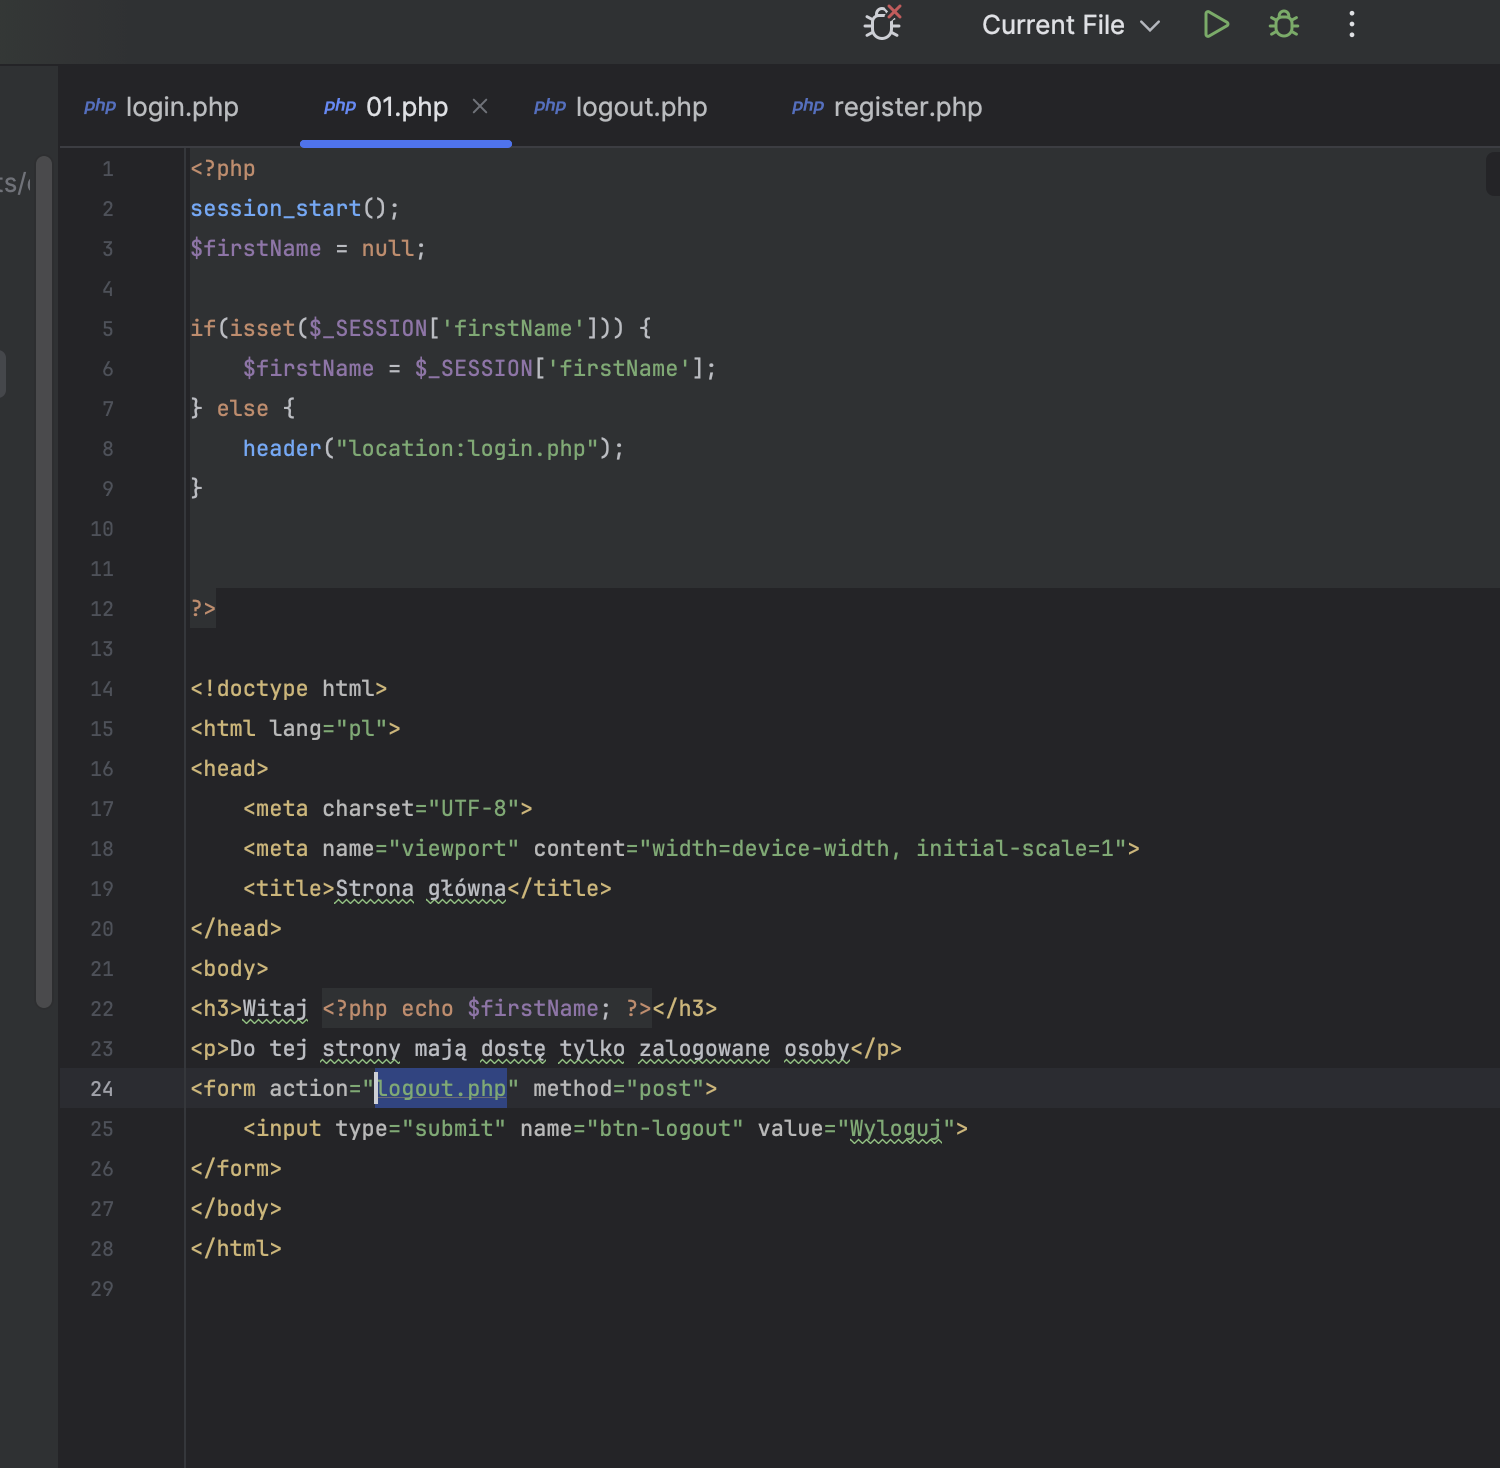 Current File
php login.php
php 01.php
php logout.php
php register.php
1 <?php
2 session_start();
3 $firstName = null;
4
5 if(isset($_SESSION['firstName'])) {
6     $firstName = $_SESSION['firstName'];
7 } else {
8     header("location:login.php");
9 }
10
11
12 ?>
13
14 <!doctype html>
15 <html lang="pl">
16 <head>
17     <meta charset="UTF-8">
18     <meta name="viewport" content="width=device-width, initial-scale=1">
19     <title>Strona główna</title>
20 </head>
21 <body>
22 <h3>Witaj <?php echo $firstName; ?></h3>
23 <p>Do tej strony mają dostę tylko zalogowane osoby</p>
24 <form action="logout.php" method="post">
25     <input type="submit" name="btn-logout" value="Wyloguj">
26 </form>
27 </body>
28 </html>
29